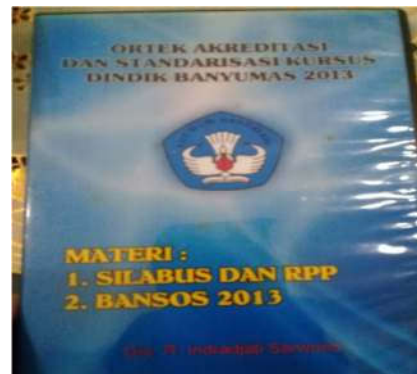 ORTEK AKREDITASI
DAN STANDARISASI KURSUS
DINDIK BANYUMAS 2013
MATERI :
1. SILABUS DAN RPP
2. BANSOS 2013